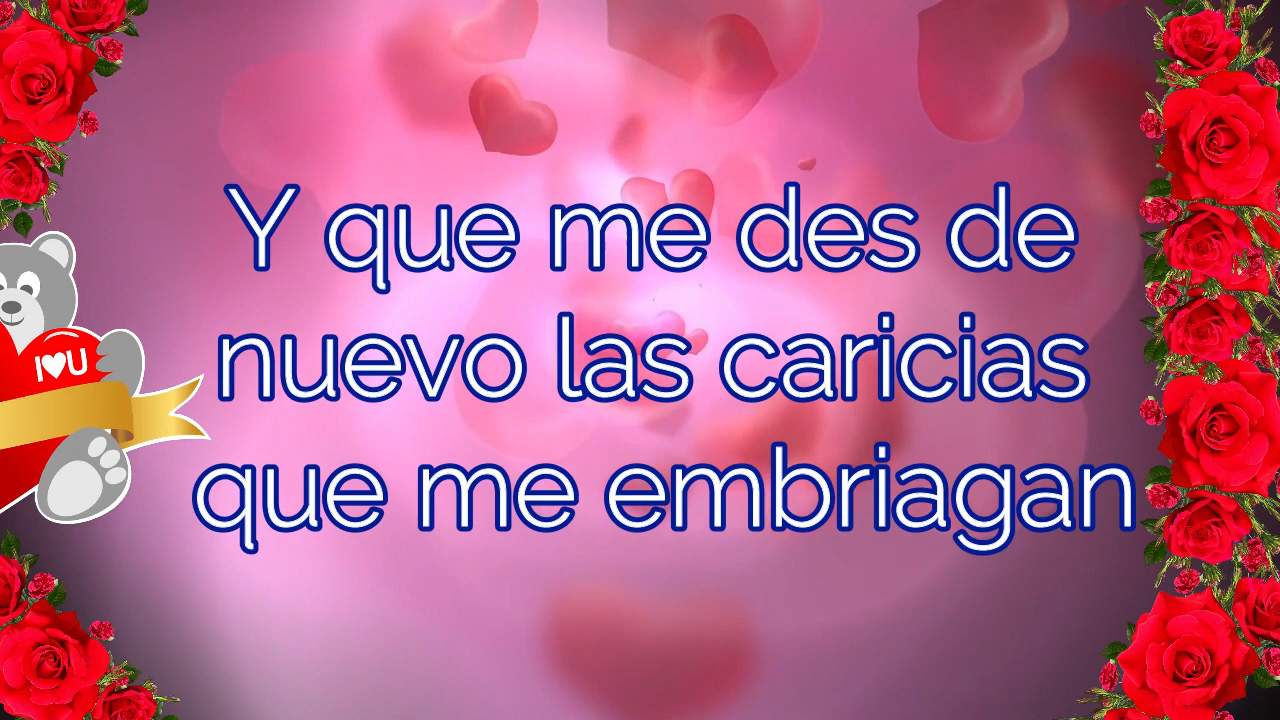 Y que me des de
nuevo las caricias
que me embriagan
I♥U